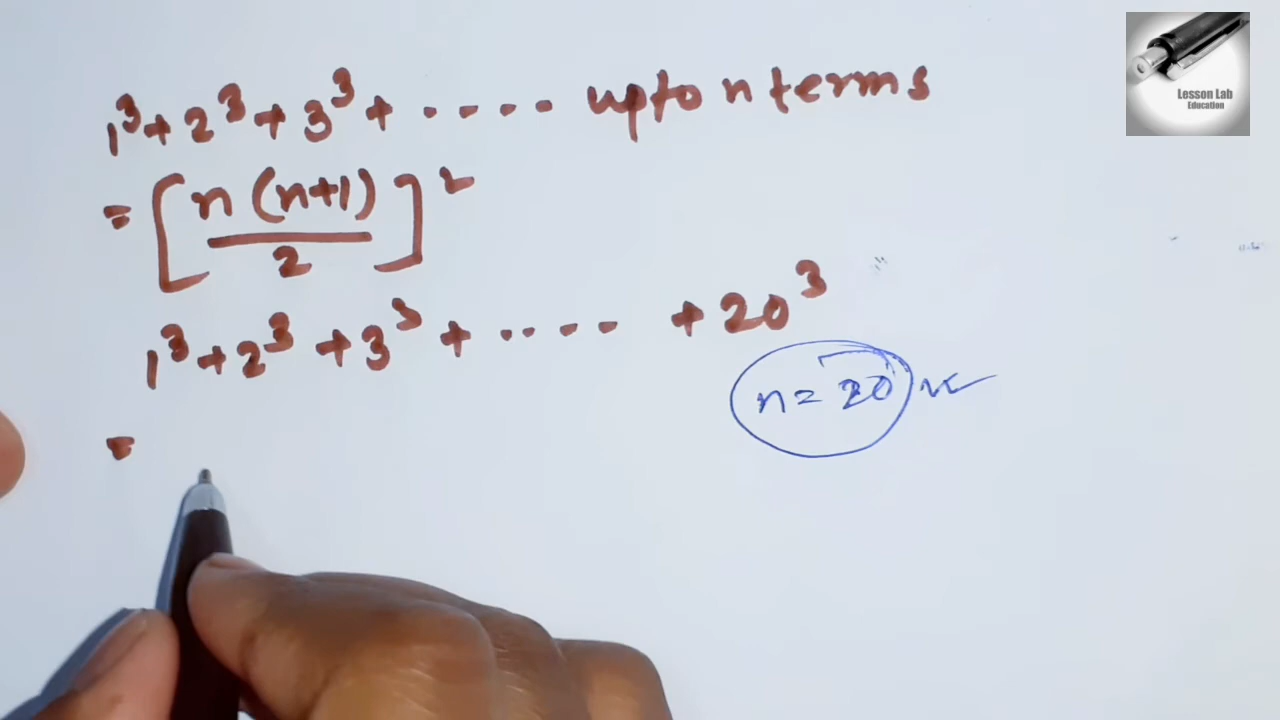 Lesson Lab
Education
1³ + 2³ + 3³ + .... upto n terms
= [n (n+1) / 2]²
1³ + 2³ + 3³ + .... + 20³
n = 20
=